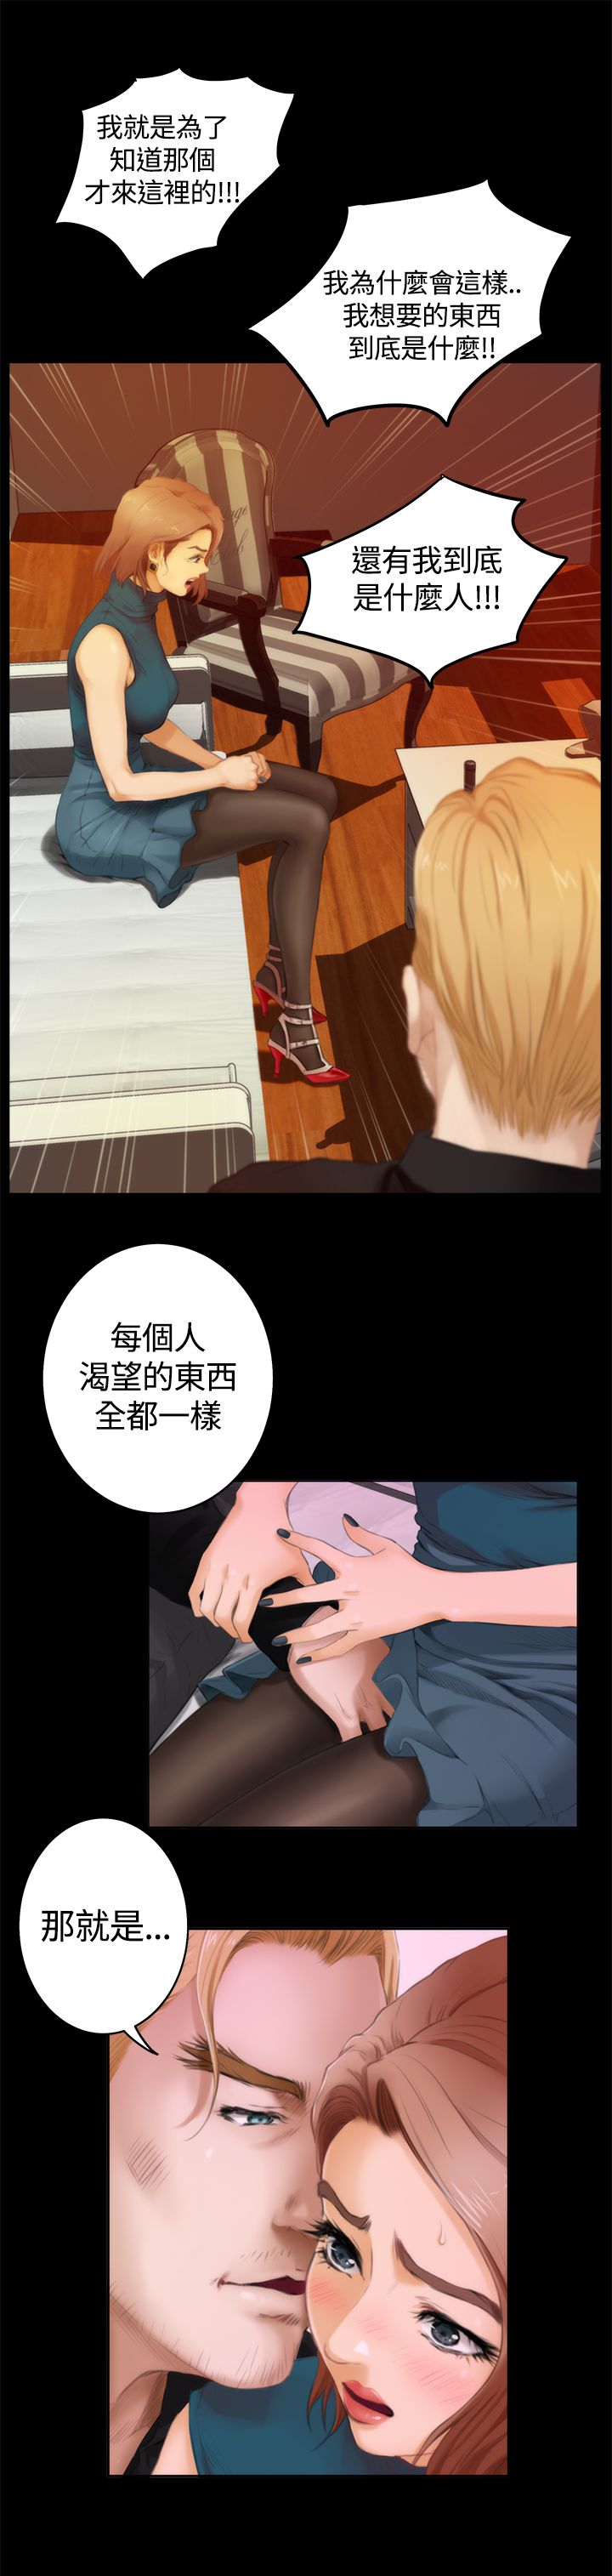 我就是為了
知道那個
才來這裡的!!!
我為什麼會這樣..
我想要的東西
到底是什麼!!
還有我到底
是什麼人!!!
每個人
渴望的東西
全都一樣
那就是...